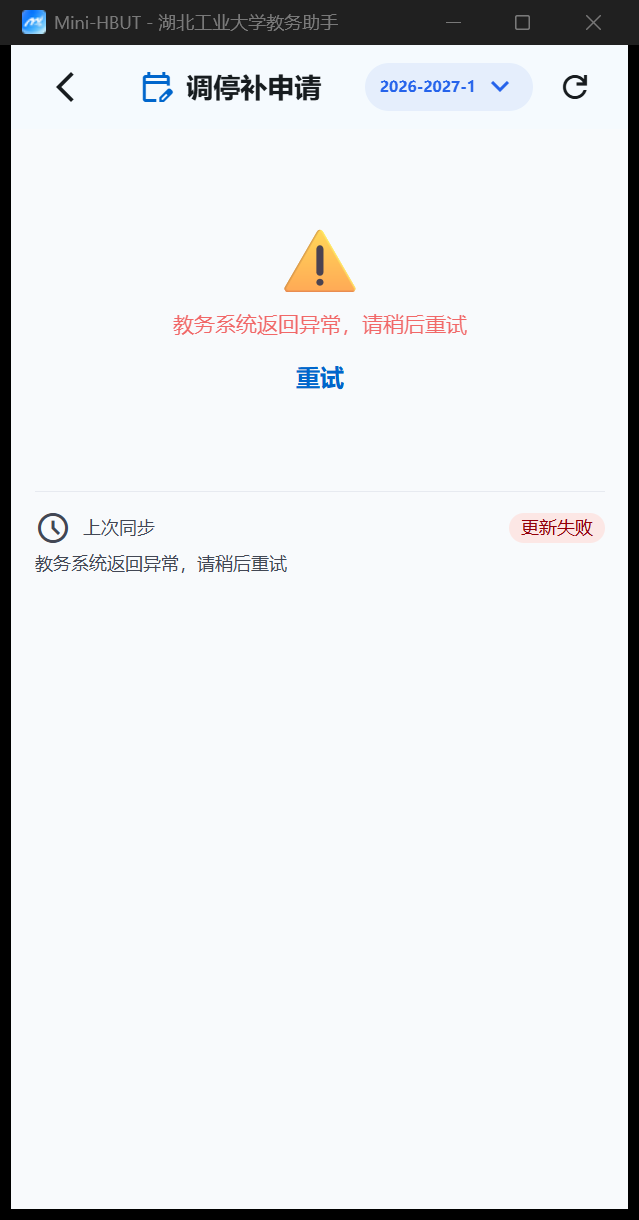 Mini-HBUT - 湖北工业大学教务助手
调停补申请 2026-2027-1
教务系统返回异常，请稍后重试
重试
上次同步 更新失败
教务系统返回异常，请稍后重试